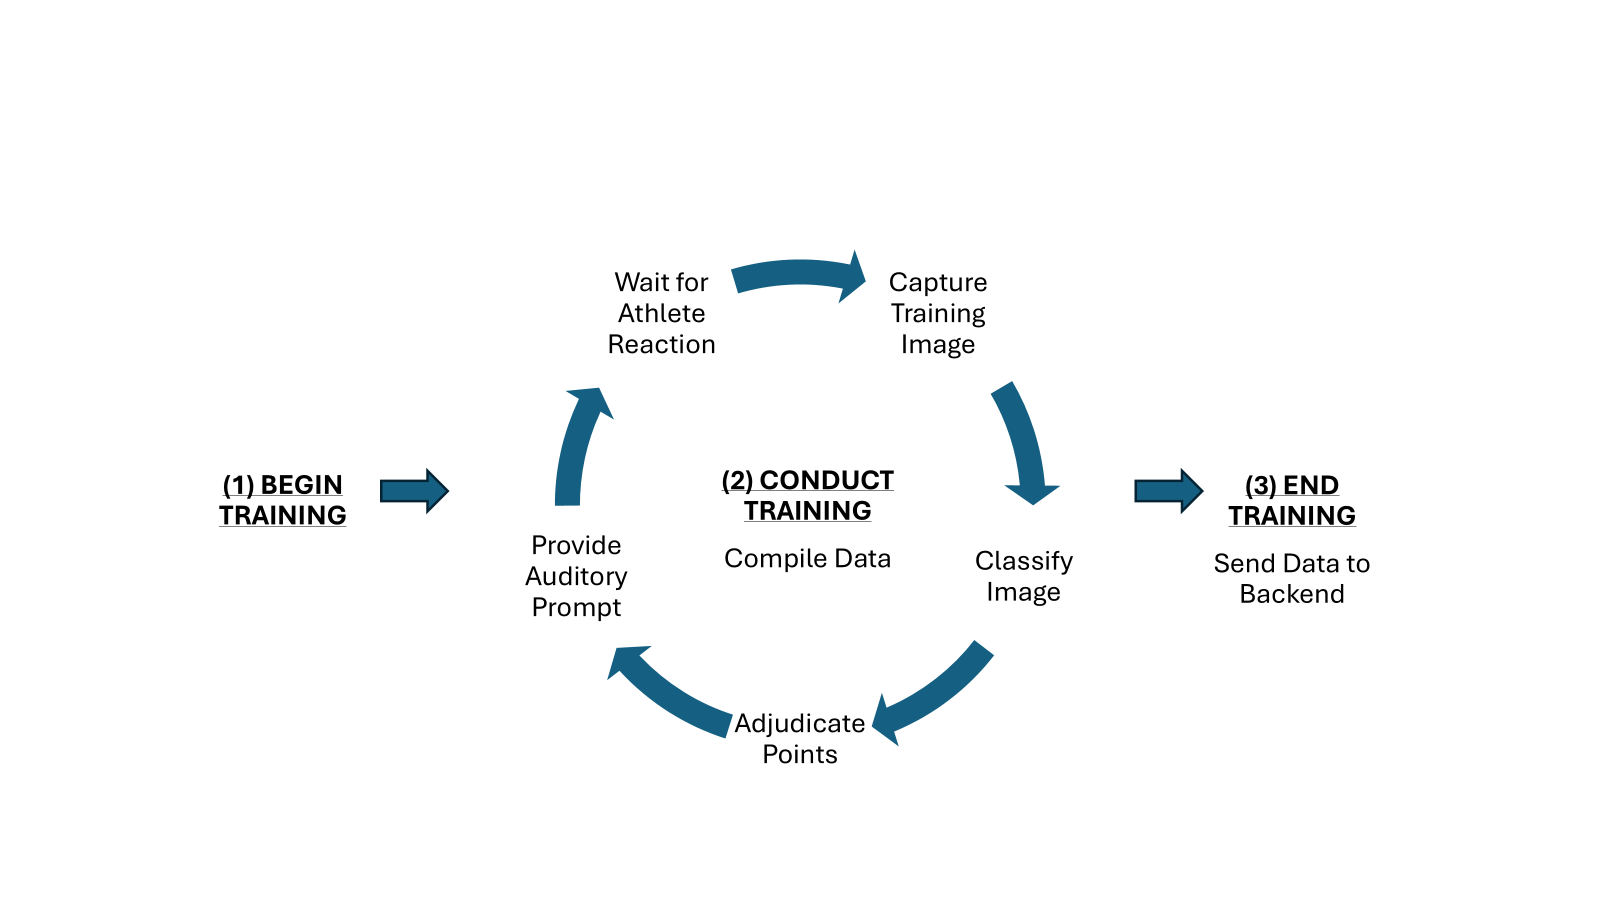 (1) BEGIN
TRAINING
(2) CONDUCT
TRAINING
Compile Data
Provide
Auditory
Prompt
Wait for
Athlete
Reaction
Capture
Training
Image
Classify
Image
Adjudicate
Points
(3) END
TRAINING
Send Data to
Backend